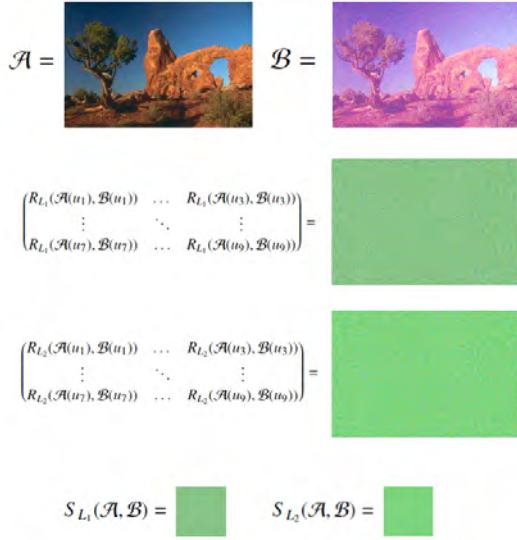 𝒜 = ℬ =
(R_{L_1}(𝒜(u_1), ℬ(u_1)) … R_{L_1}(𝒜(u_3), ℬ(u_3))
⋮ ⋱ ⋮
R_{L_1}(𝒜(u_7), ℬ(u_7)) … R_{L_1}(𝒜(u_9), ℬ(u_9))) =
(R_{L_2}(𝒜(u_1), ℬ(u_1)) … R_{L_2}(𝒜(u_3), ℬ(u_3))
⋮ ⋱ ⋮
R_{L_2}(𝒜(u_7), ℬ(u_7)) … R_{L_2}(𝒜(u_9), ℬ(u_9))) =
S_{L_1}(𝒜, ℬ) = S_{L_2}(𝒜, ℬ) =